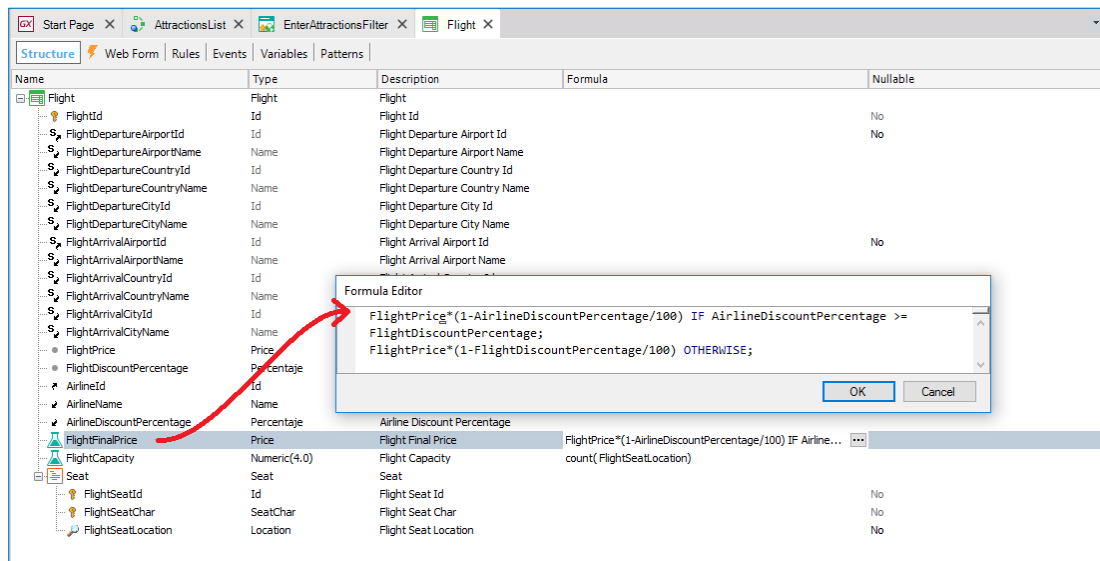 GX Start Page X AttractionsList X EnterAttractionsFilter X Flight X
Structure Web Form Rules Events Variables Patterns
Name Type Description Formula Nullable
Flight Flight Flight
FlightId Id Flight Id No
FlightDepartureAirportId Id Flight Departure Airport Id No
FlightDepartureAirportName Name Flight Departure Airport Name
FlightDepartureCountryId Id Flight Departure Country Id
FlightDepartureCountryName Name Flight Departure Country Name
FlightDepartureCityId Id Flight Departure City Id
FlightDepartureCityName Name Flight Departure City Name
FlightArrivalAirportId Id Flight Arrival Airport Id No
FlightArrivalAirportName Name Flight Arrival Airport Name
FlightArrivalCountryId Id
FlightArrivalCountryName Name
FlightArrivalCityId Id
FlightArrivalCityName Name
FlightPrice Price
FlightDiscountPercentage Percentaje
AirlineId Id
AirlineName Name
AirlineDiscountPercentage Percentaje Airline Discount Percentage
FlightFinalPrice Price Flight Final Price FlightPrice*(1-AirlineDiscountPercentage/100) IF Airline... ...
FlightCapacity Numeric(4.0) Flight Capacity count( FlightSeatLocation)
Seat Seat Seat
FlightSeatId Id Flight Seat Id No
FlightSeatChar SeatChar Flight Seat Char No
FlightSeatLocation Location Flight Seat Location No
Formula Editor
FlightPrice*(1-AirlineDiscountPercentage/100) IF AirlineDiscountPercentage >=
FlightDiscountPercentage;
FlightPrice*(1-FlightDiscountPercentage/100) OTHERWISE;
OK Cancel